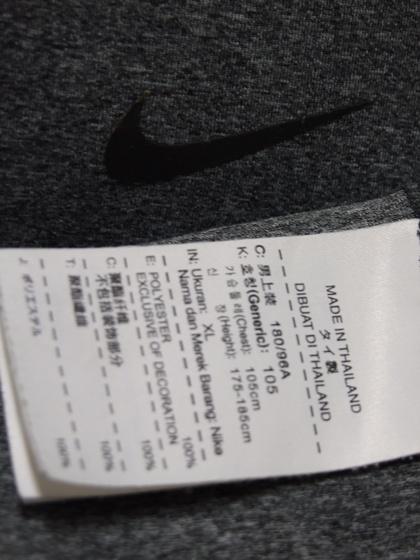 MADE IN THAILAND
タイ製
DIBUAT DI THAILAND
C: 男上装 180/96A
K: 호칭(Generic): 105
가슴둘레(Chest): 105cm
신장(Height): 175-185cm
IN: Ukuran: XL
Nama dan Merek Barang: Nike
E: POLYESTER 100%
EXCLUSIVE OF DECORATION
C: 聚酯纤维 100%
不包括装饰部分
T: 聚酯纖維 100%
J: ポリエステル 100%